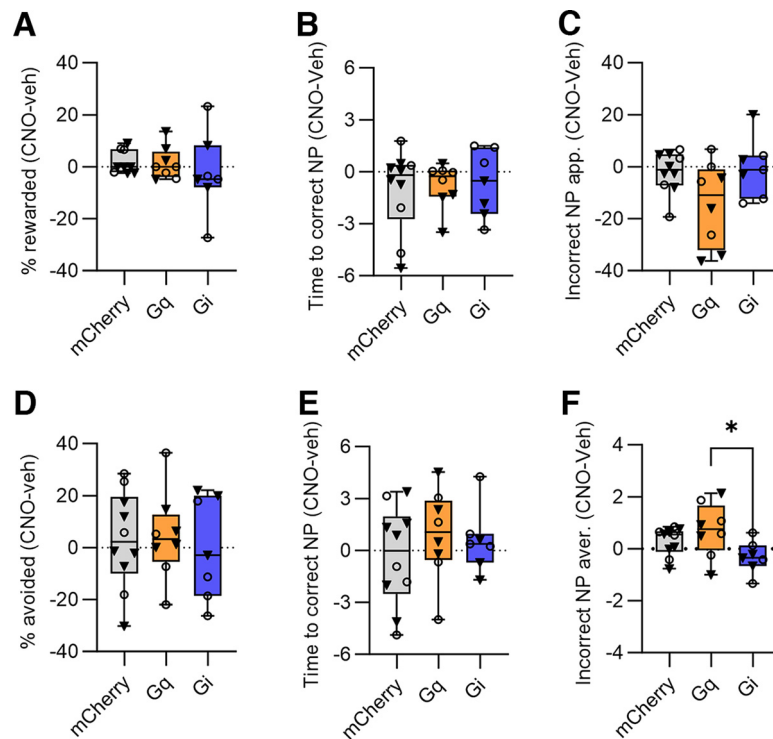 A
% rewarded (CNO-veh)
40
20
0
-20
-40
mCherry
Gq
Gi
B
Time to correct NP (CNO-Veh)
6
3
0
-3
-6
mCherry
Gq
Gi
C
Incorrect NP app. (CNO-Veh)
40
20
0
-20
-40
mCherry
Gq
Gi
D
% avoided (CNO-veh)
40
20
0
-20
-40
mCherry
Gq
Gi
E
Time to correct NP (CNO-Veh)
6
3
0
-3
-6
mCherry
Gq
Gi
F
Incorrect NP aver. (CNO-Veh)
4
2
0
-2
-4
*
mCherry
Gq
Gi